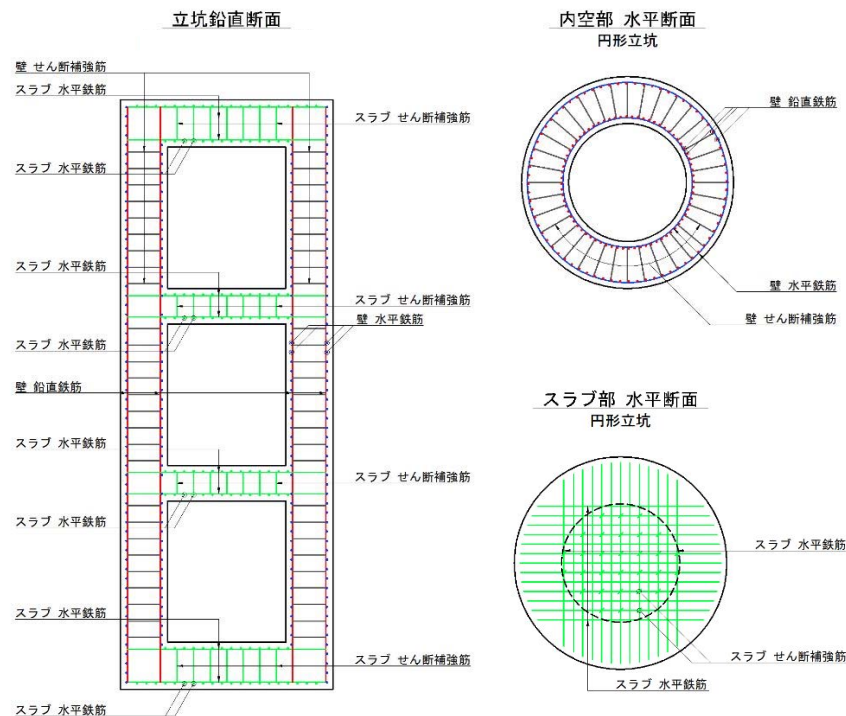 立坑鉛直断面
壁 せん断補強筋
スラブ 水平鉄筋
スラブ せん断補強筋
スラブ 水平鉄筋
スラブ 水平鉄筋
スラブ せん断補強筋
壁 水平鉄筋
スラブ 水平鉄筋
壁 鉛直鉄筋
スラブ 水平鉄筋
スラブ せん断補強筋
スラブ 水平鉄筋
スラブ 水平鉄筋
スラブ せん断補強筋
スラブ 水平鉄筋
内空部 水平断面
円形立坑
壁 鉛直鉄筋
壁 水平鉄筋
壁 せん断補強筋
スラブ部 水平断面
円形立坑
スラブ 水平鉄筋
スラブ せん断補強筋
スラブ 水平鉄筋